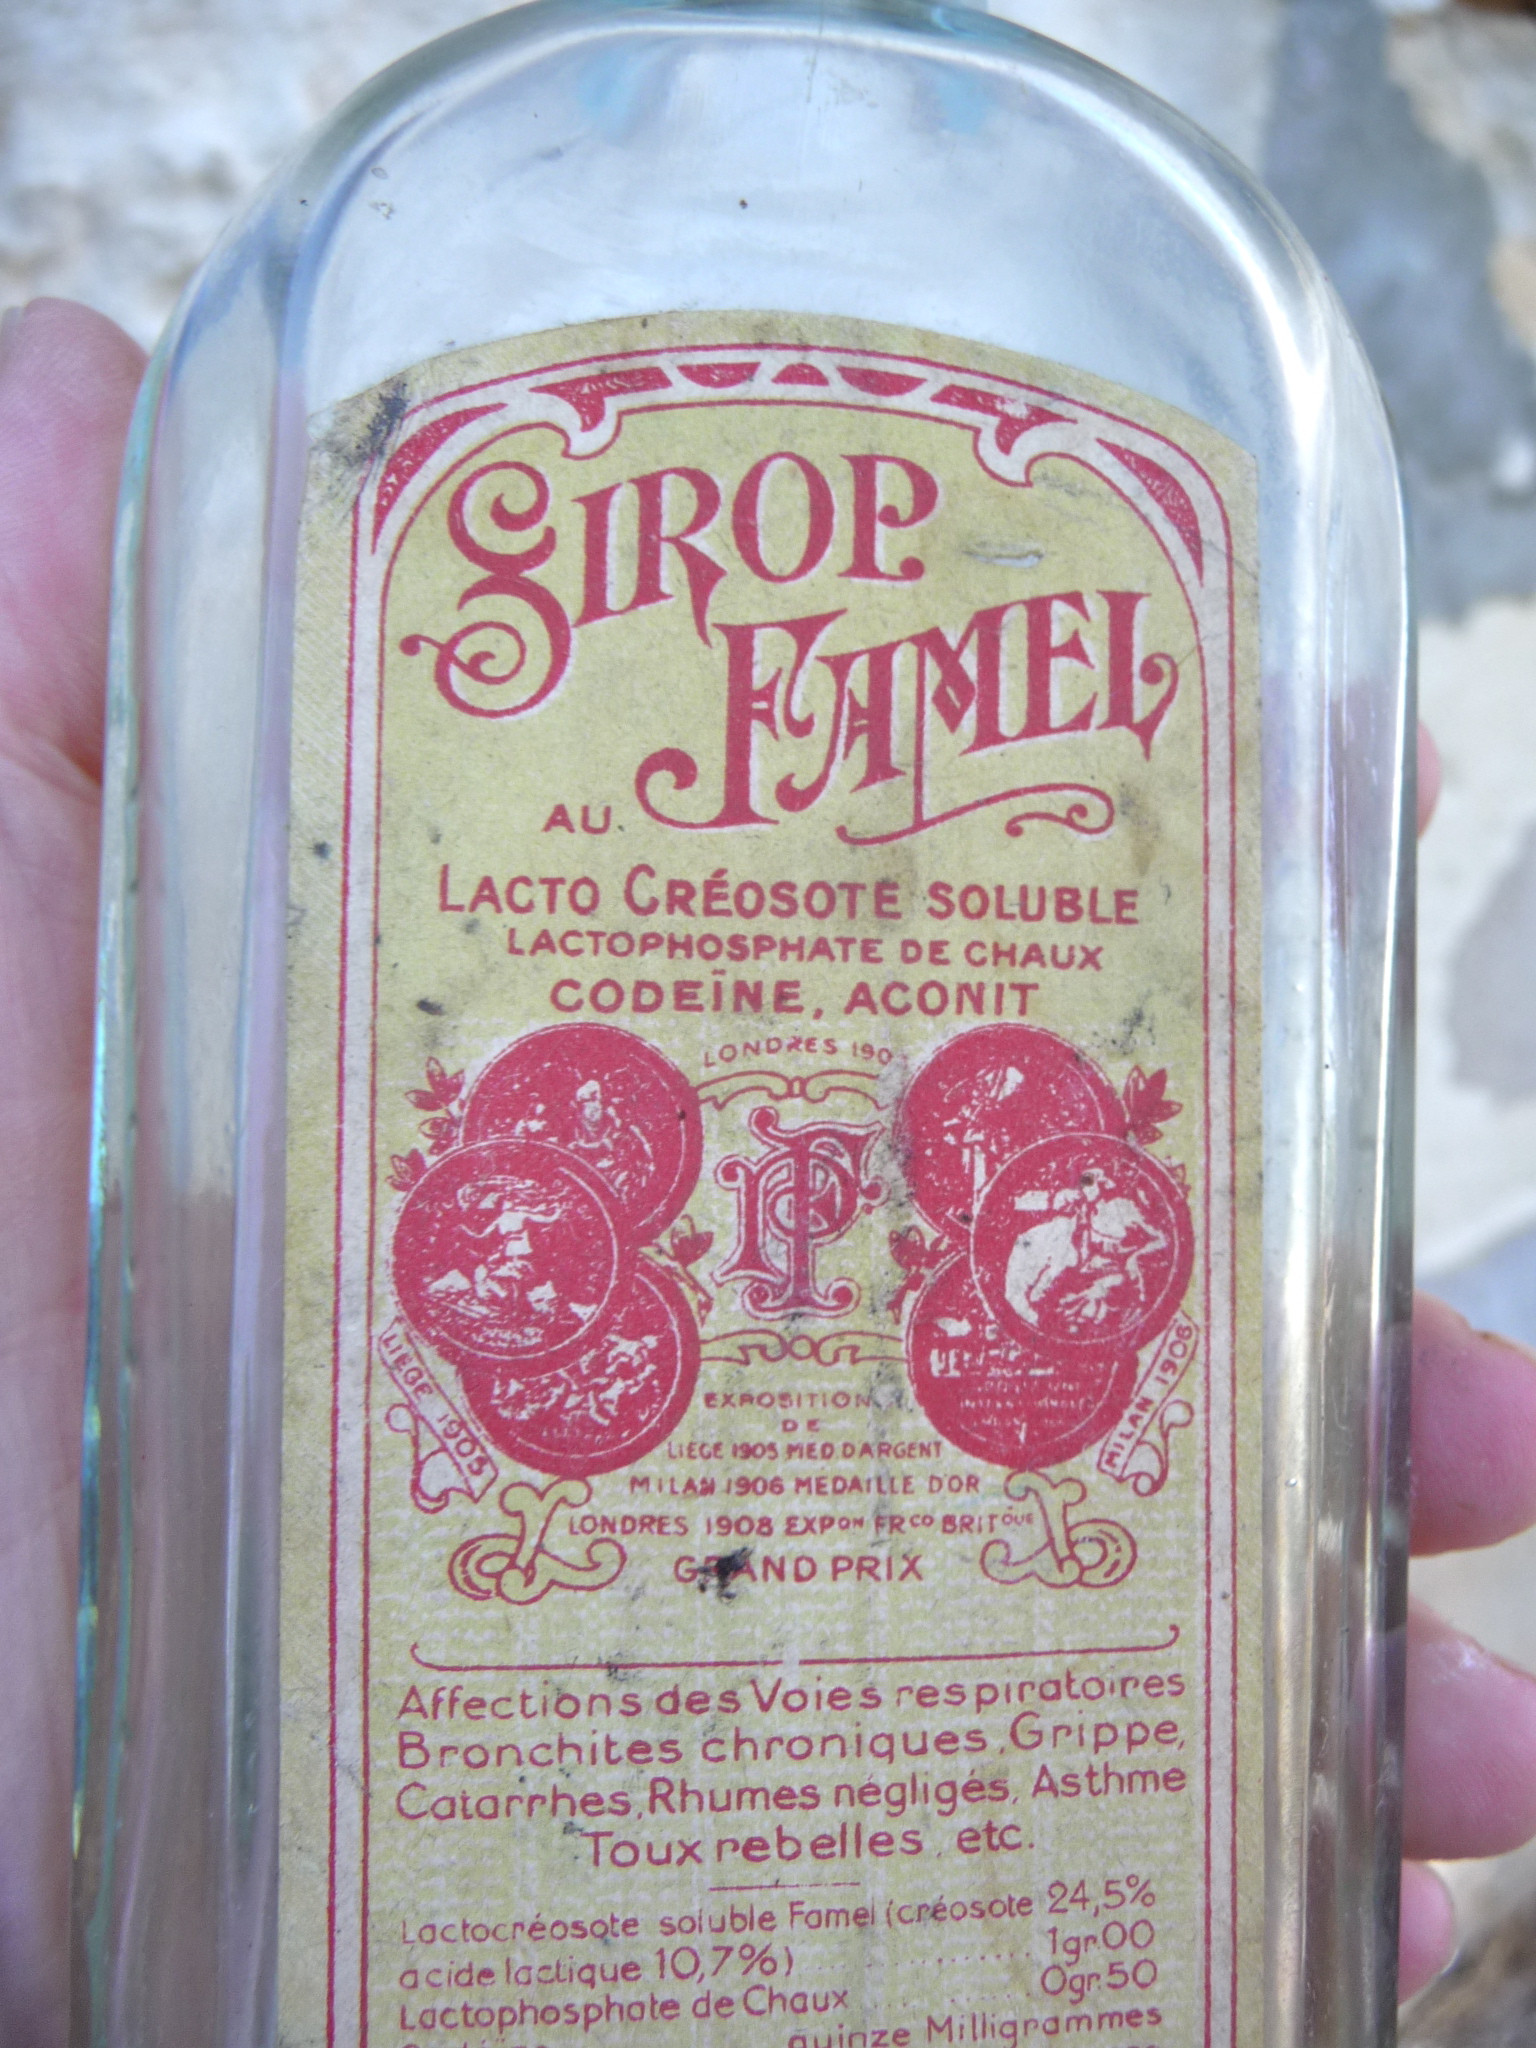 SIROP
FAMEL
AU
LACTO CRÉOSOTE SOLUBLE
LACTOPHOSPHATE DE CHAUX
CODEÏNE, ACONIT
LONDRES 190
PF
LIÈGE 1905
MILAN 1906
EXPOSITION
DE
LIEGE 1905 MED D'ARGENT
MILAN 1906 MEDAILLE D'OR
LONDRES 1908 EXPON FRCO BRITQUE
GRAND PRIX
Affections des Voies respiratoires
Bronchites chroniques, Grippe,
Catarrhes, Rhumes négligés, Asthme
Toux rebelles, etc.
Lactocréosote soluble Famel (créosote 24,5%
acide lactique 10,7%) .......... 1gr.00
Lactophosphate de Chaux .......... 0gr.50
quinze Milligrammes